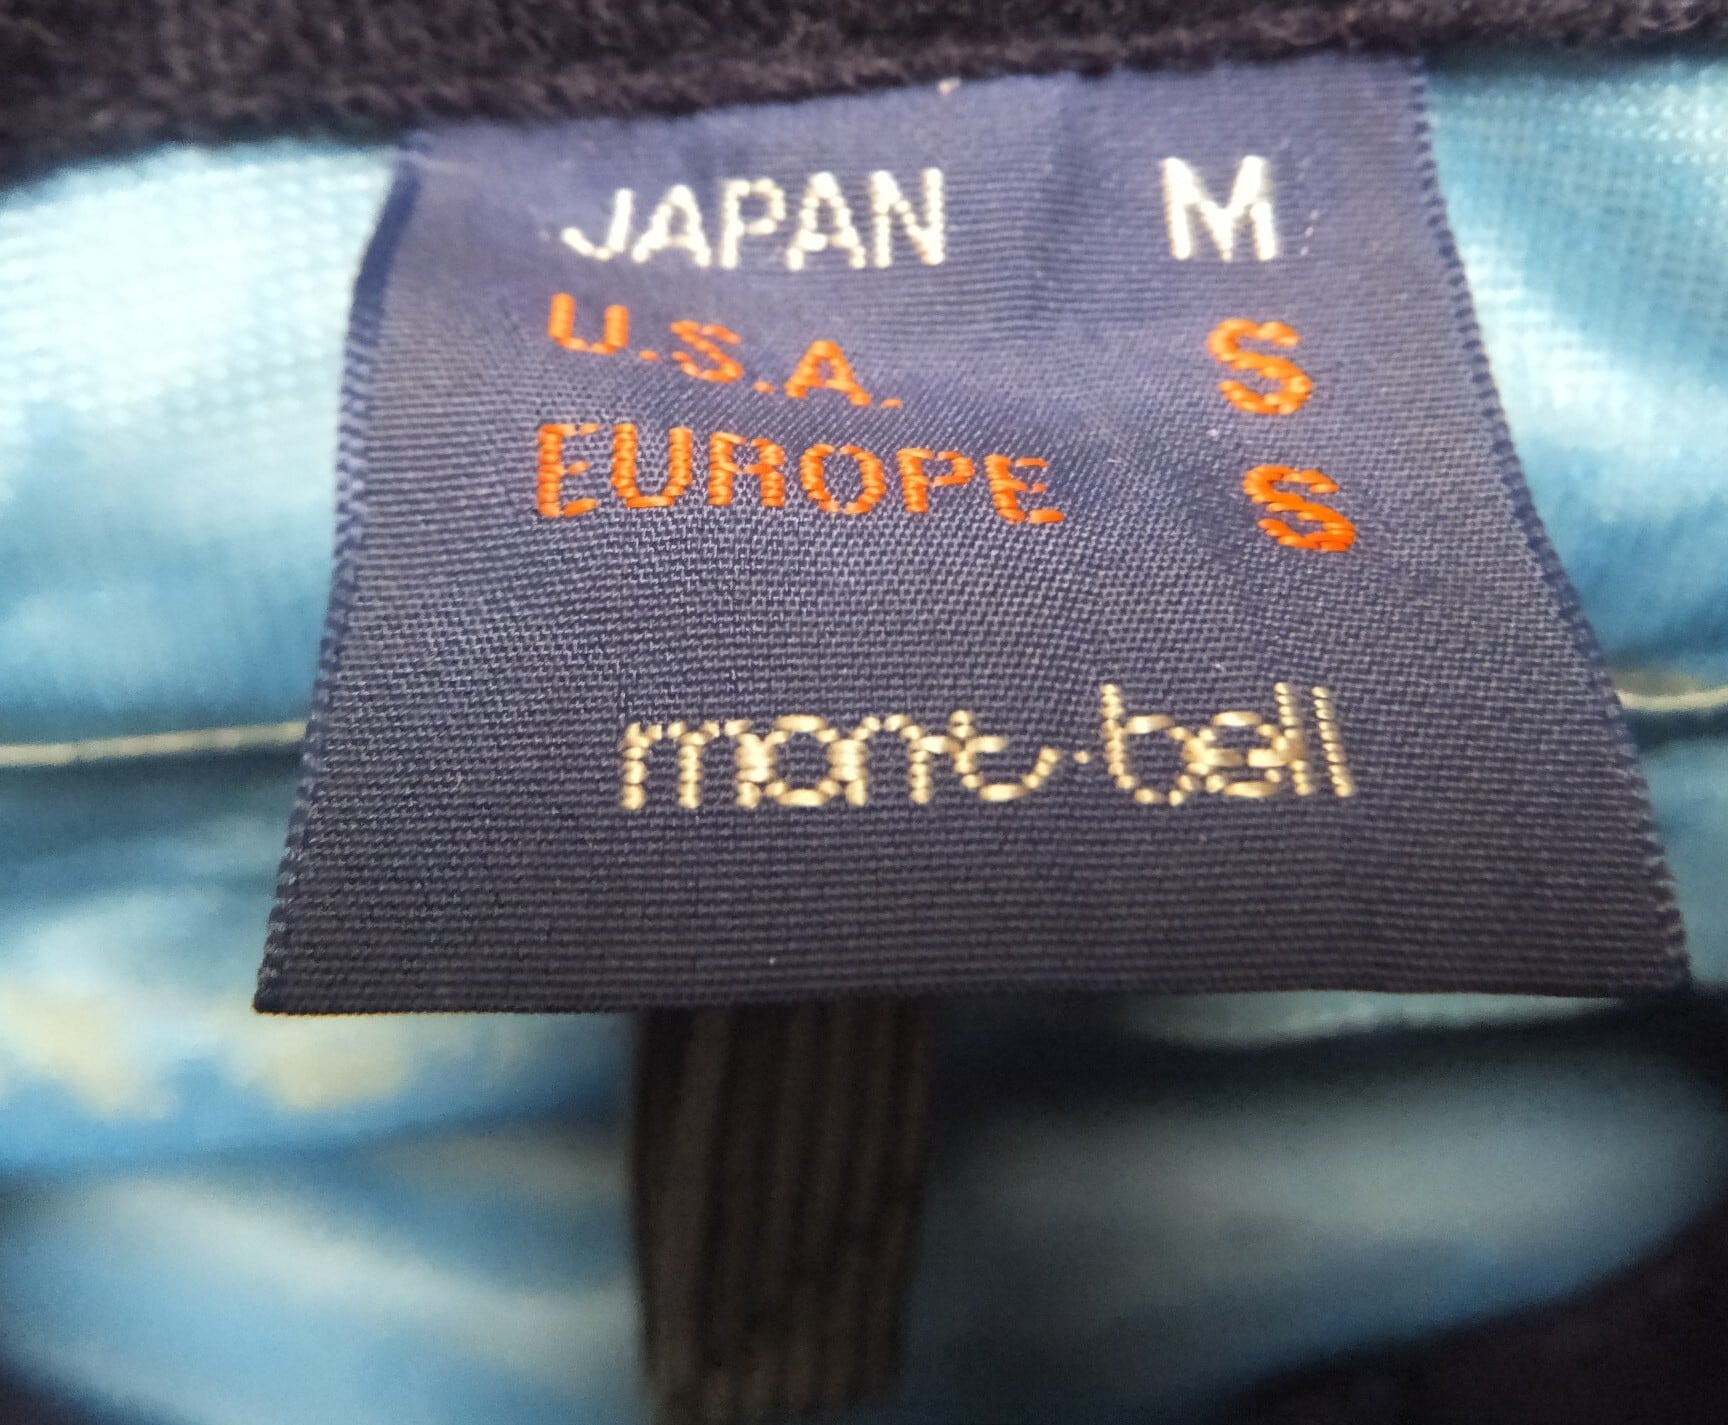 JAPAN M
U.S.A. S
EUROPE S
mont-bell